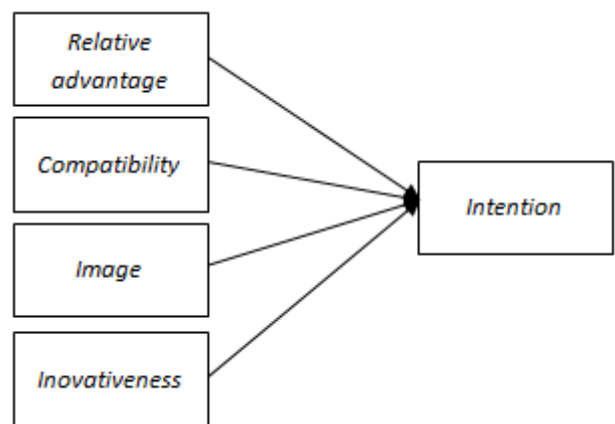 Relative
advantage
Compatibility
Intention
Image
Inovativeness